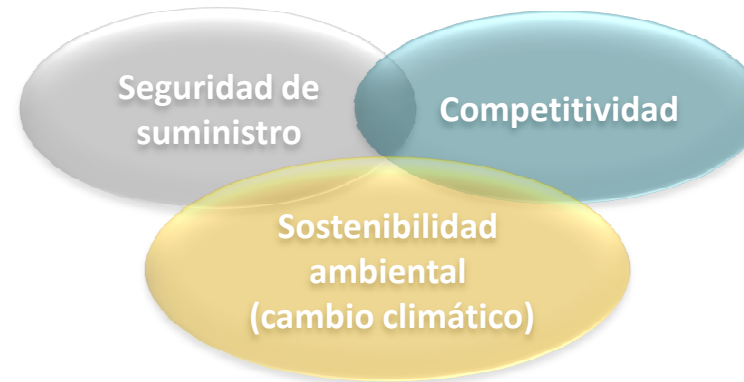 Seguridad de
suministro
Competitividad
Sostenibilidad
ambiental
(cambio climático)